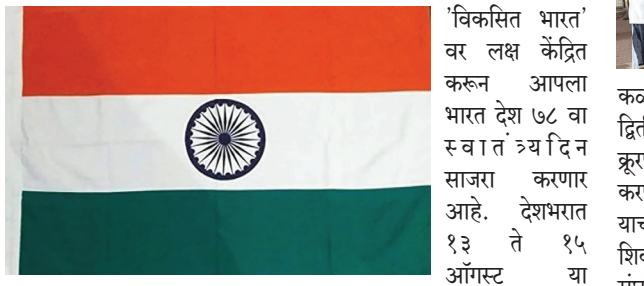 'विकसित भारत'
वर लक्ष केंद्रित
करून आपला
भारत देश ७८ वा
स्वातंत्र्यदिन
साजरा करणार
आहे. देशभरात
१३ ते १५
ऑगस्ट या